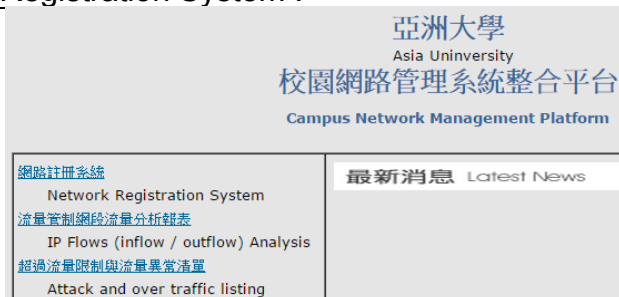 Registration System .
亞洲大學
Asia Uninversity
校園網路管理系統整合平台
Campus Network Management Platform
網路註冊系統
Network Registration System
流量管制網段流量分析報表
IP Flows (inflow / outflow) Analysis
超過流量限制與流量異常清單
Attack and over traffic listing
最新消息 Latest News